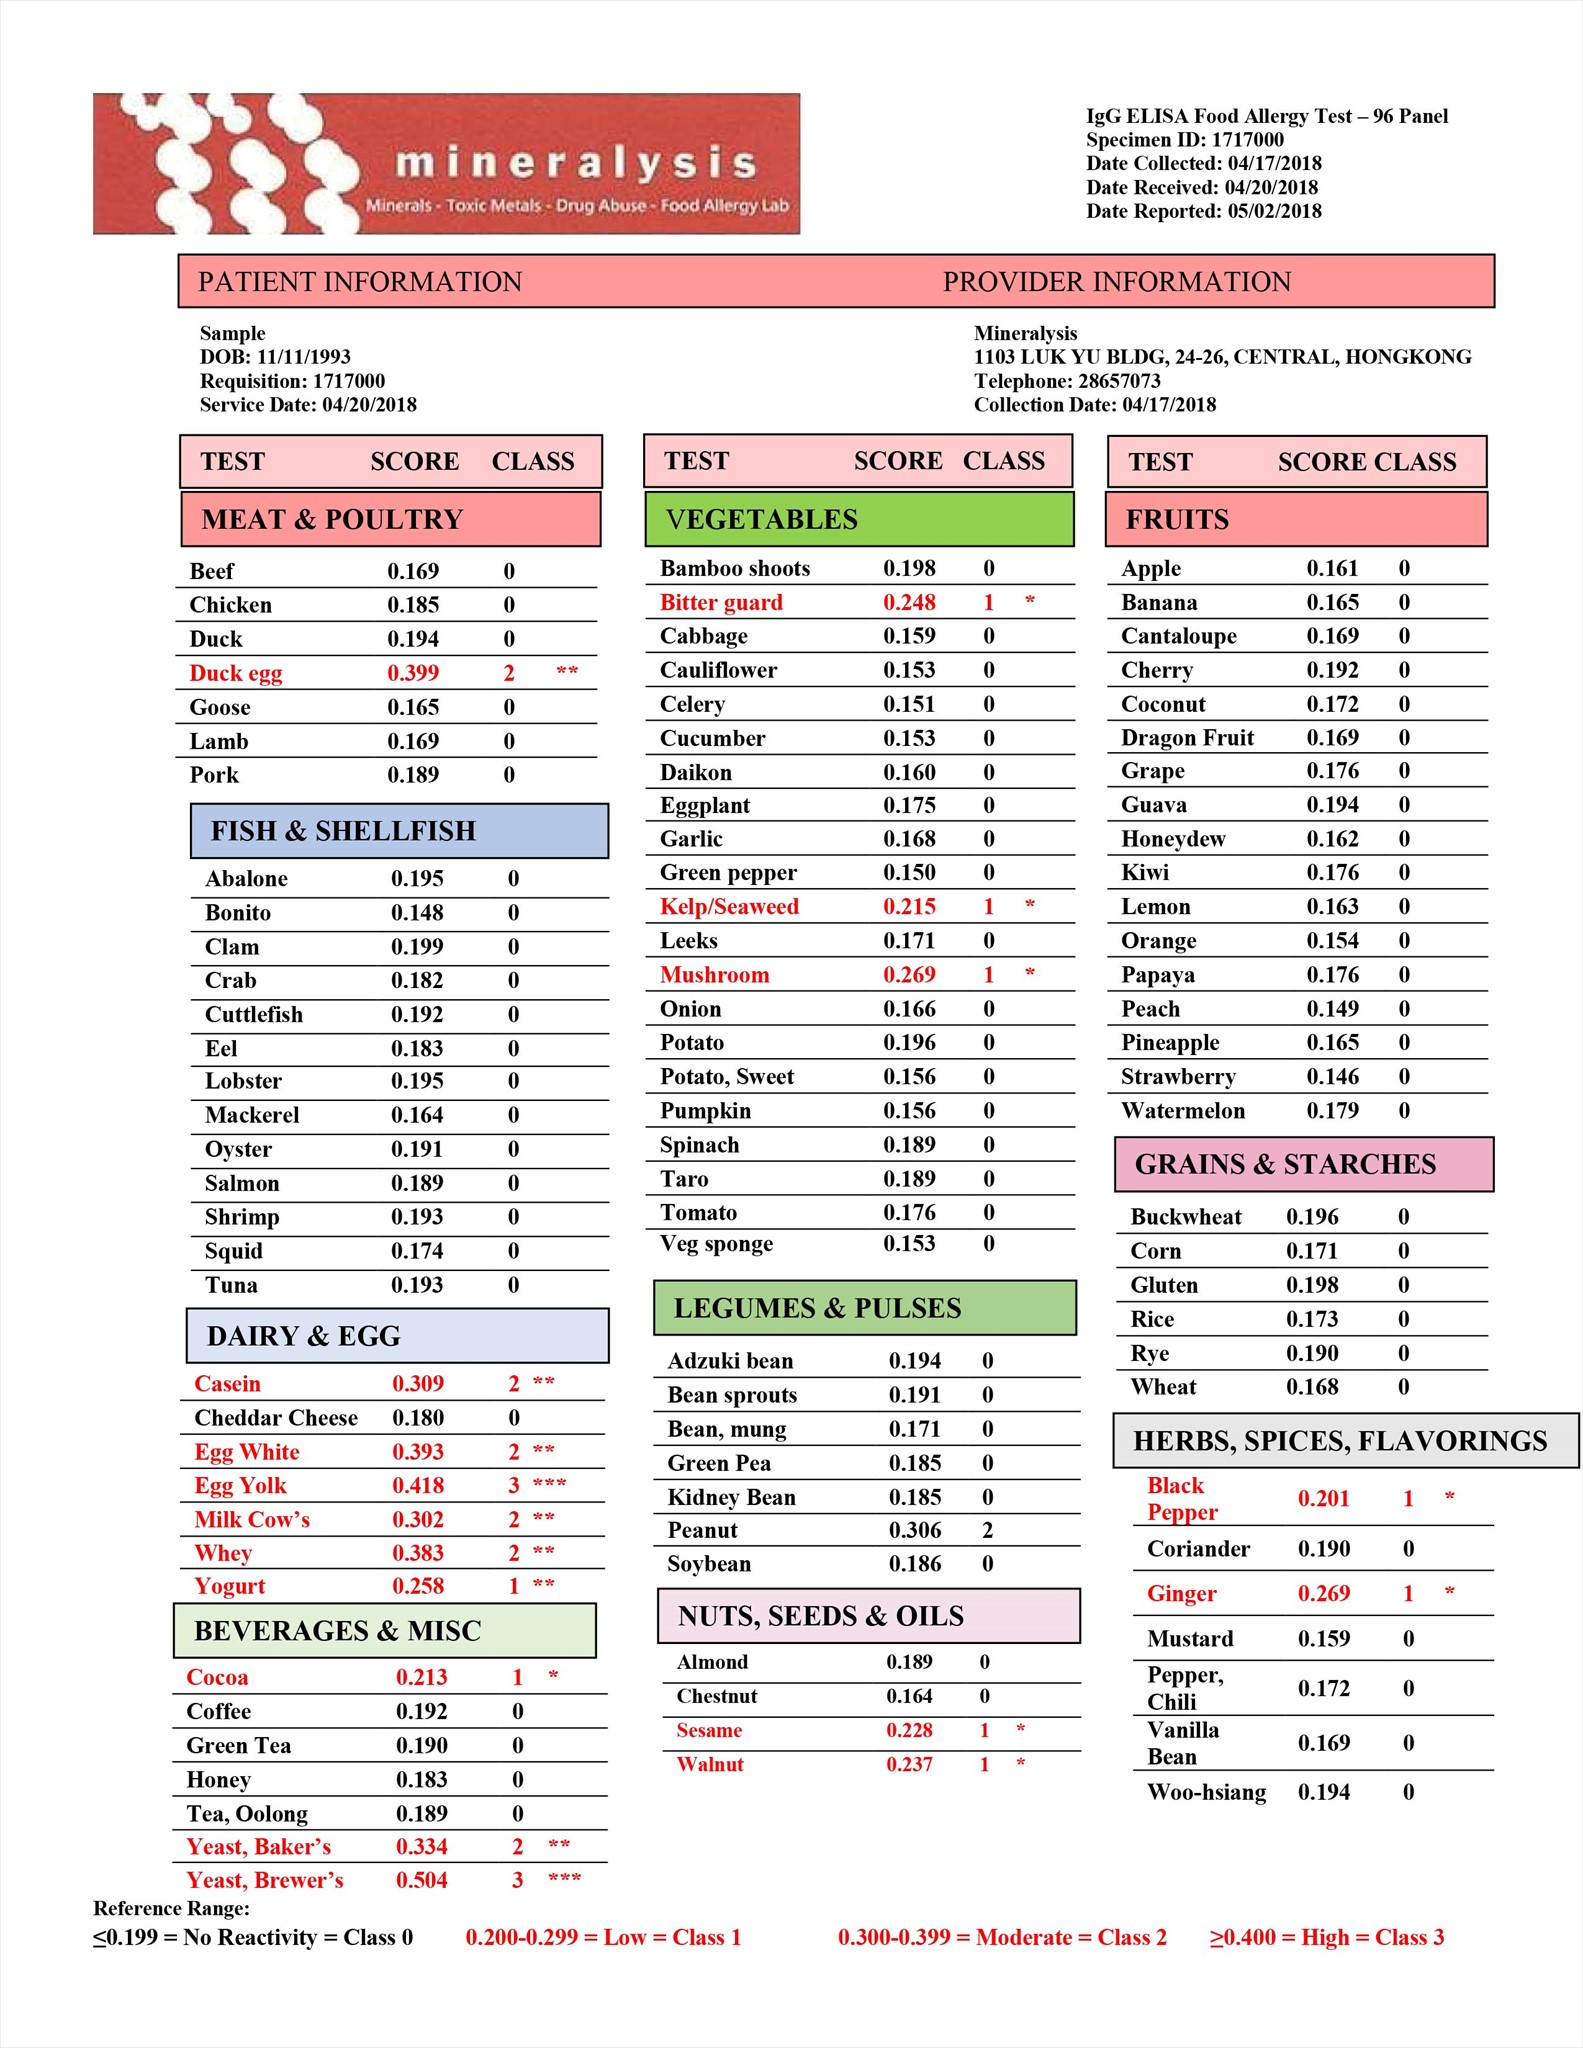 mineralysis
Minerals - Toxic Metals - Drug Abuse - Food Allergy Lab
IgG ELISA Food Allergy Test – 96 Panel
Specimen ID: 1717000
Date Collected: 04/17/2018
Date Received: 04/20/2018
Date Reported: 05/02/2018
PATIENT INFORMATION PROVIDER INFORMATION
Sample
DOB: 11/11/1993
Requisition: 1717000
Service Date: 04/20/2018
Mineralysis
1103 LUK YU BLDG, 24-26, CENTRAL, HONGKONG
Telephone: 28657073
Collection Date: 04/17/2018
TEST SCORE CLASS
MEAT & POULTRY
Beef 0.169 0
Chicken 0.185 0
Duck 0.194 0
Duck egg 0.399 2 **
Goose 0.165 0
Lamb 0.169 0
Pork 0.189 0
FISH & SHELLFISH
Abalone 0.195 0
Bonito 0.148 0
Clam 0.199 0
Crab 0.182 0
Cuttlefish 0.192 0
Eel 0.183 0
Lobster 0.195 0
Mackerel 0.164 0
Oyster 0.191 0
Salmon 0.189 0
Shrimp 0.193 0
Squid 0.174 0
Tuna 0.193 0
DAIRY & EGG
Casein 0.309 2 **
Cheddar Cheese 0.180 0
Egg White 0.393 2 **
Egg Yolk 0.418 3 ***
Milk Cow’s 0.302 2 **
Whey 0.383 2 **
Yogurt 0.258 1 **
BEVERAGES & MISC
Cocoa 0.213 1 *
Coffee 0.192 0
Green Tea 0.190 0
Honey 0.183 0
Tea, Oolong 0.189 0
Yeast, Baker’s 0.334 2 **
Yeast, Brewer’s 0.504 3 ***
TEST SCORE CLASS
VEGETABLES
Bamboo shoots 0.198 0
Bitter guard 0.248 1 *
Cabbage 0.159 0
Cauliflower 0.153 0
Celery 0.151 0
Cucumber 0.153 0
Daikon 0.160 0
Eggplant 0.175 0
Garlic 0.168 0
Green pepper 0.150 0
Kelp/Seaweed 0.215 1 *
Leeks 0.171 0
Mushroom 0.269 1 *
Onion 0.166 0
Potato 0.196 0
Potato, Sweet 0.156 0
Pumpkin 0.156 0
Spinach 0.189 0
Taro 0.189 0
Tomato 0.176 0
Veg sponge 0.153 0
LEGUMES & PULSES
Adzuki bean 0.194 0
Bean sprouts 0.191 0
Bean, mung 0.171 0
Green Pea 0.185 0
Kidney Bean 0.185 0
Peanut 0.306 2
Soybean 0.186 0
NUTS, SEEDS & OILS
Almond 0.189 0
Chestnut 0.164 0
Sesame 0.228 1 *
Walnut 0.237 1 *
TEST SCORE CLASS
FRUITS
Apple 0.161 0
Banana 0.165 0
Cantaloupe 0.169 0
Cherry 0.192 0
Coconut 0.172 0
Dragon Fruit 0.169 0
Grape 0.176 0
Guava 0.194 0
Honeydew 0.162 0
Kiwi 0.176 0
Lemon 0.163 0
Orange 0.154 0
Papaya 0.176 0
Peach 0.149 0
Pineapple 0.165 0
Strawberry 0.146 0
Watermelon 0.179 0
GRAINS & STARCHES
Buckwheat 0.196 0
Corn 0.171 0
Gluten 0.198 0
Rice 0.173 0
Rye 0.190 0
Wheat 0.168 0
HERBS, SPICES, FLAVORINGS
Black
Pepper 0.201 1 *
Coriander 0.190 0
Ginger 0.269 1 *
Mustard 0.159 0
Pepper,
Chili 0.172 0
Vanilla
Bean 0.169 0
Woo-hsiang 0.194 0
Reference Range:
≤0.199 = No Reactivity = Class 0 0.200-0.299 = Low = Class 1 0.300-0.399 = Moderate = Class 2 ≥0.400 = High = Class 3